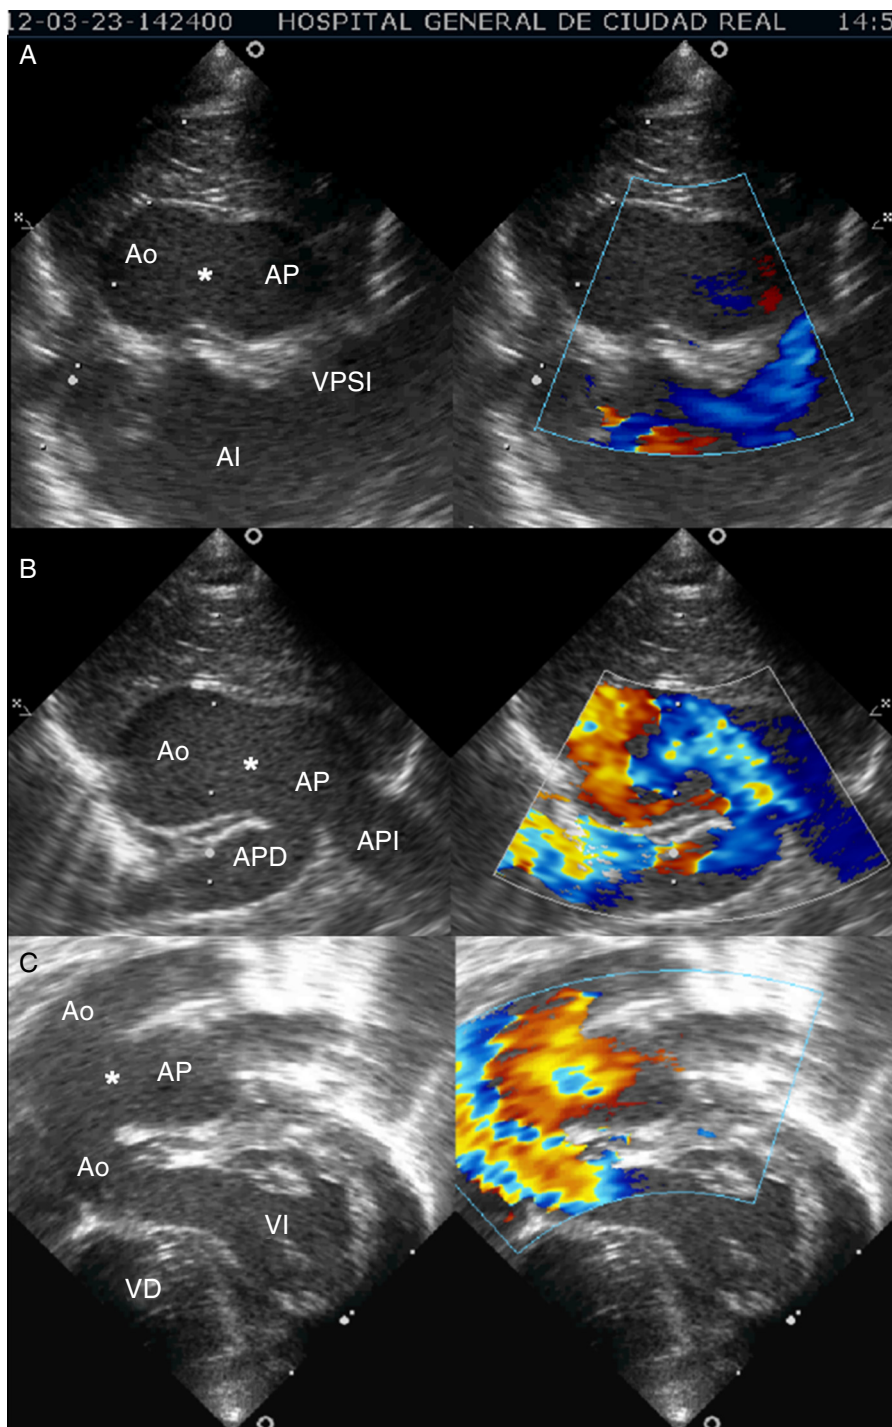 12-03-23-142400 HOSPITAL GENERAL DE CIUDAD REAL 14:5
A
Ao
*
AP
VPSI
AI
B
Ao
*
AP
APD
API
C
Ao
*
AP
Ao
VI
VD